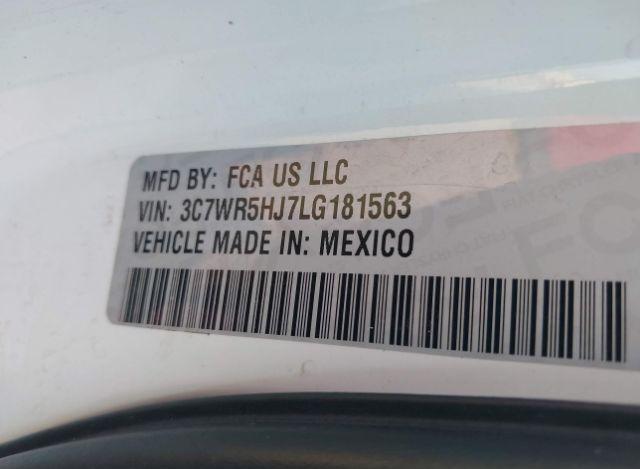 MFD BY: FCA US LLC
VIN: 3C7WR5HJ7LG181563
VEHICLE MADE IN: MEXICO